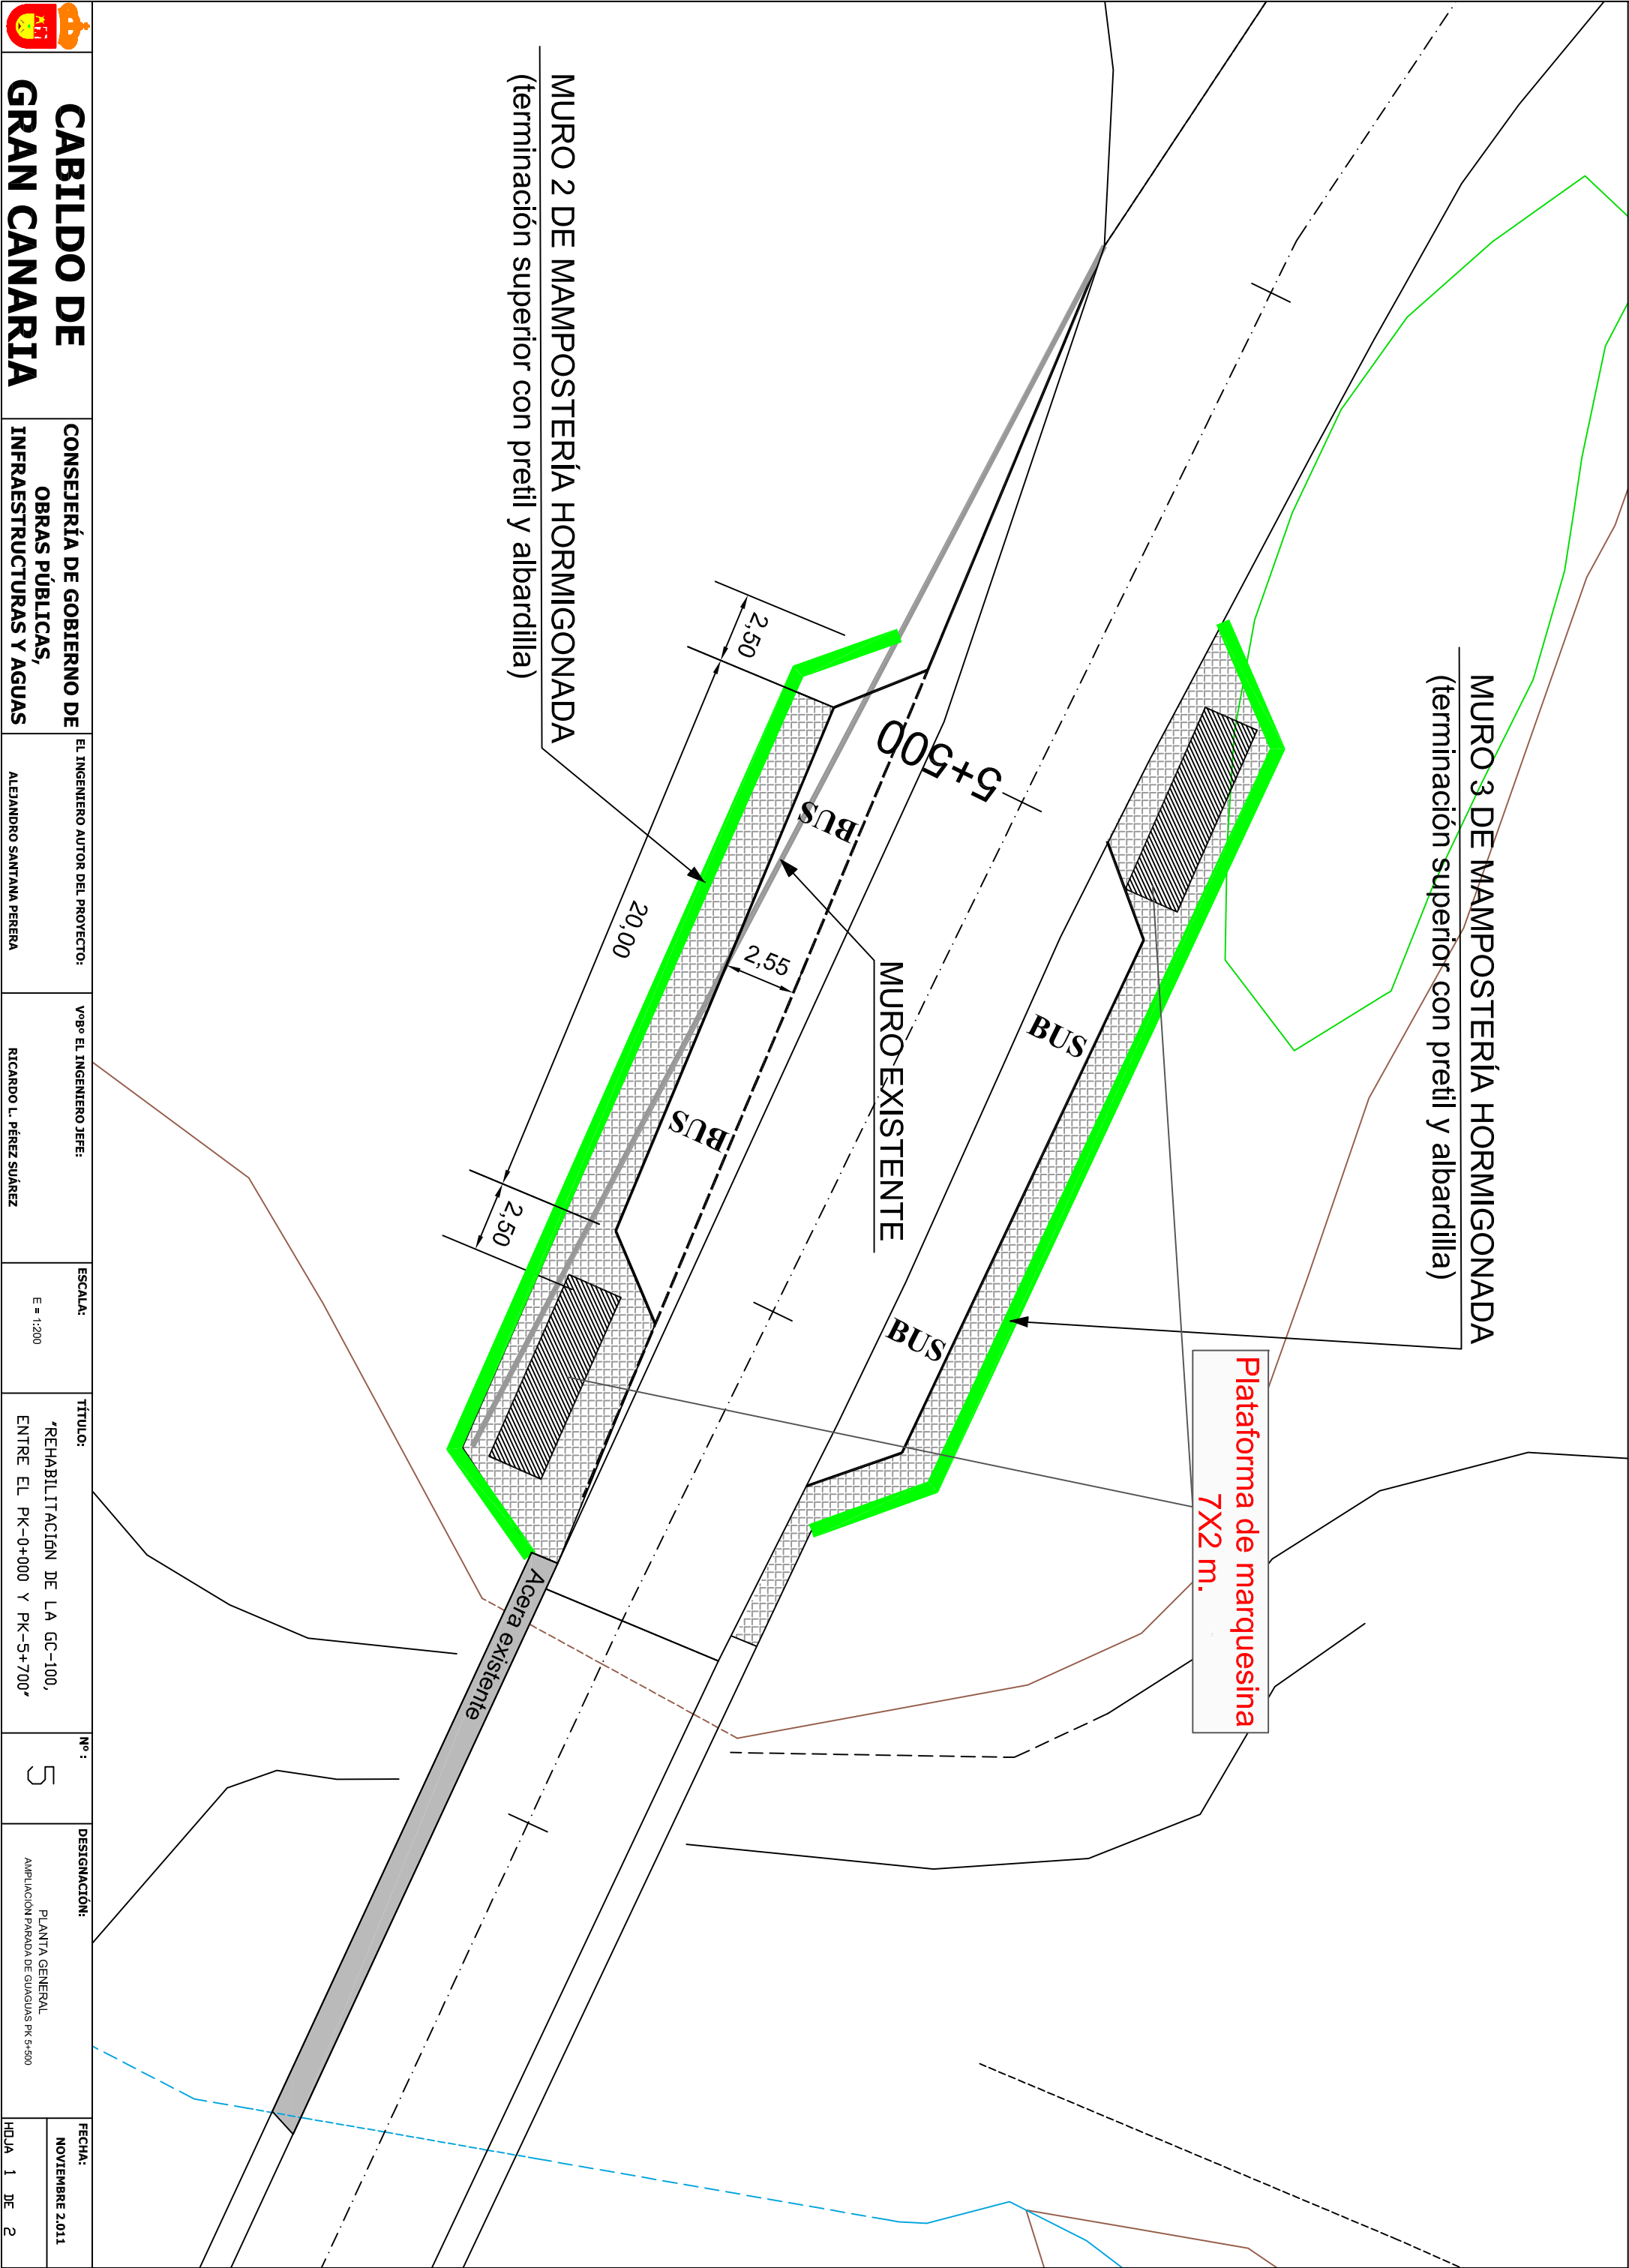 MURO 3 DE MAMPOSTERÍA HORMIGONADA
(terminación superior con pretil y albardilla)
Plataforma de marquesina
7X2 m.
5+500
BUS
BUS
BUS
BUS
MURO EXISTENTE
2,50
20,00
2,55
2,50
MURO 2 DE MAMPOSTERÍA HORMIGONADA
(terminación superior con pretil y albardilla)
Acera existente
CABILDO DE
GRAN CANARIA
CONSEJERÍA DE GOBIERNO DE
OBRAS PÚBLICAS,
INFRAESTRUCTURAS Y AGUAS
EL INGENIERO AUTOR DEL PROYECTO:
ALEJANDRO SANTANA PERERA
VºBº EL INGENIERO JEFE:
RICARDO L. PÉREZ SUÁREZ
ESCALA:
E = 1:200
TÍTULO:
"REHABILITACIóN DE LA GC-100,
ENTRE EL PK-0+000 Y PK-5+700"
Nº :
5
DESIGNACIÓN:
PLANTA GENERAL
AMPLIACIÓN PARADA DE GUAGUAS PK 5+500
FECHA:
NOVIEMBRE 2.011
HOJA 1 DE 2